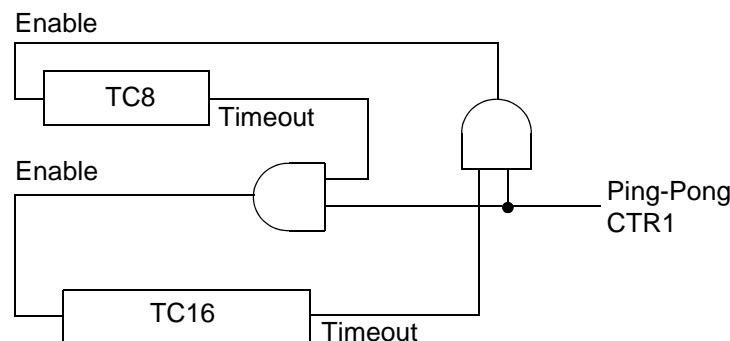 Enable
TC8
Timeout
Enable
Ping-Pong
CTR1
TC16
Timeout